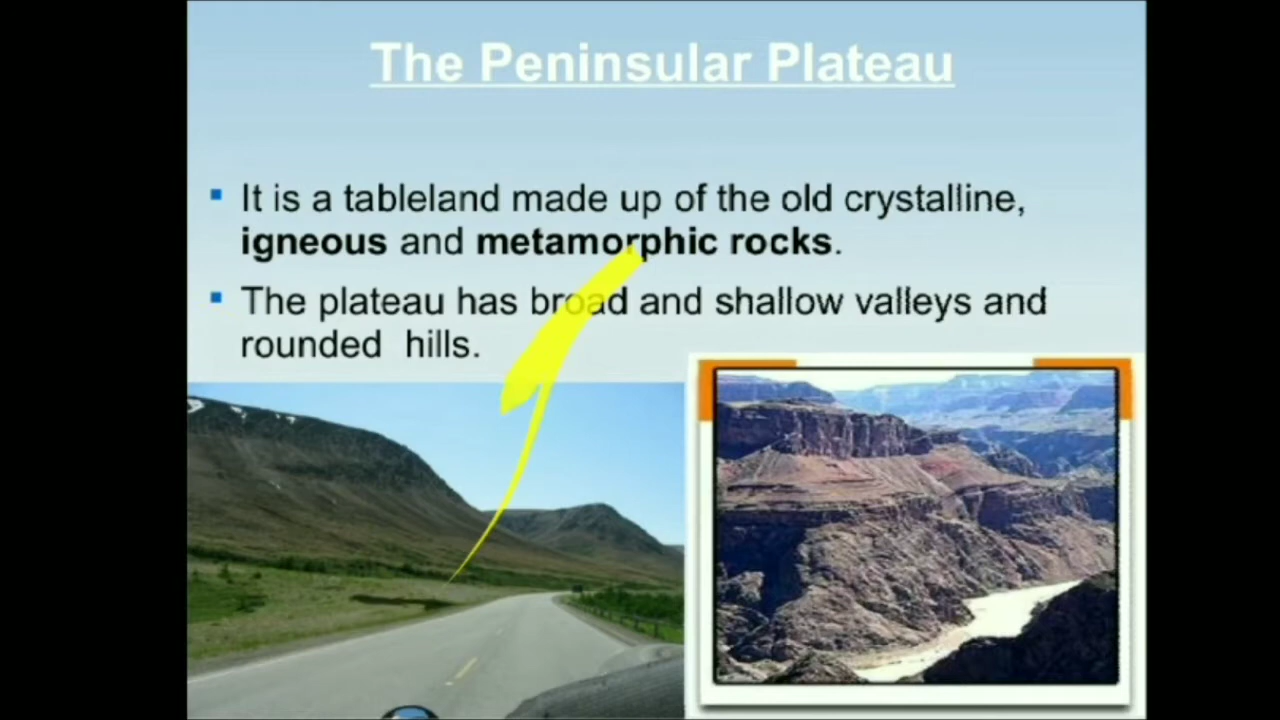 The Peninsular Plateau
It is a tableland made up of the old crystalline,
igneous and metamorphic rocks.
The plateau has broad and shallow valleys and
rounded hills.